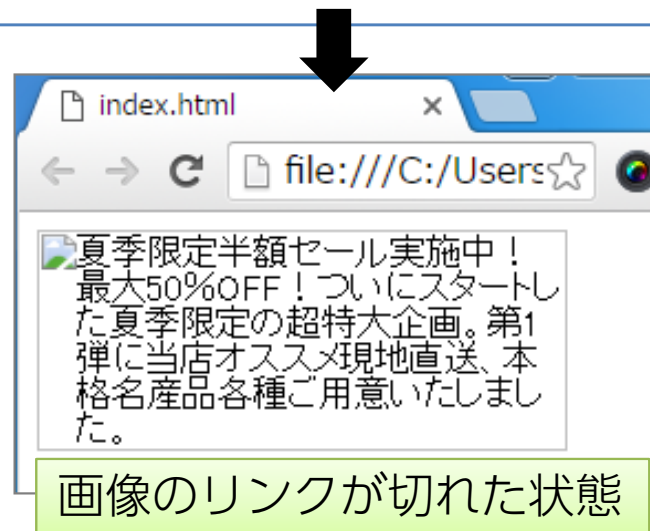 index.html
file:///C:/Users
夏季限定半額セール実施中！
最大50%OFF！ついにスタートし
た夏季限定の超特大企画。第1
弾に当店オススメ現地直送、本
格名産品各種ご用意いたしまし
た。
画像のリンクが切れた状態